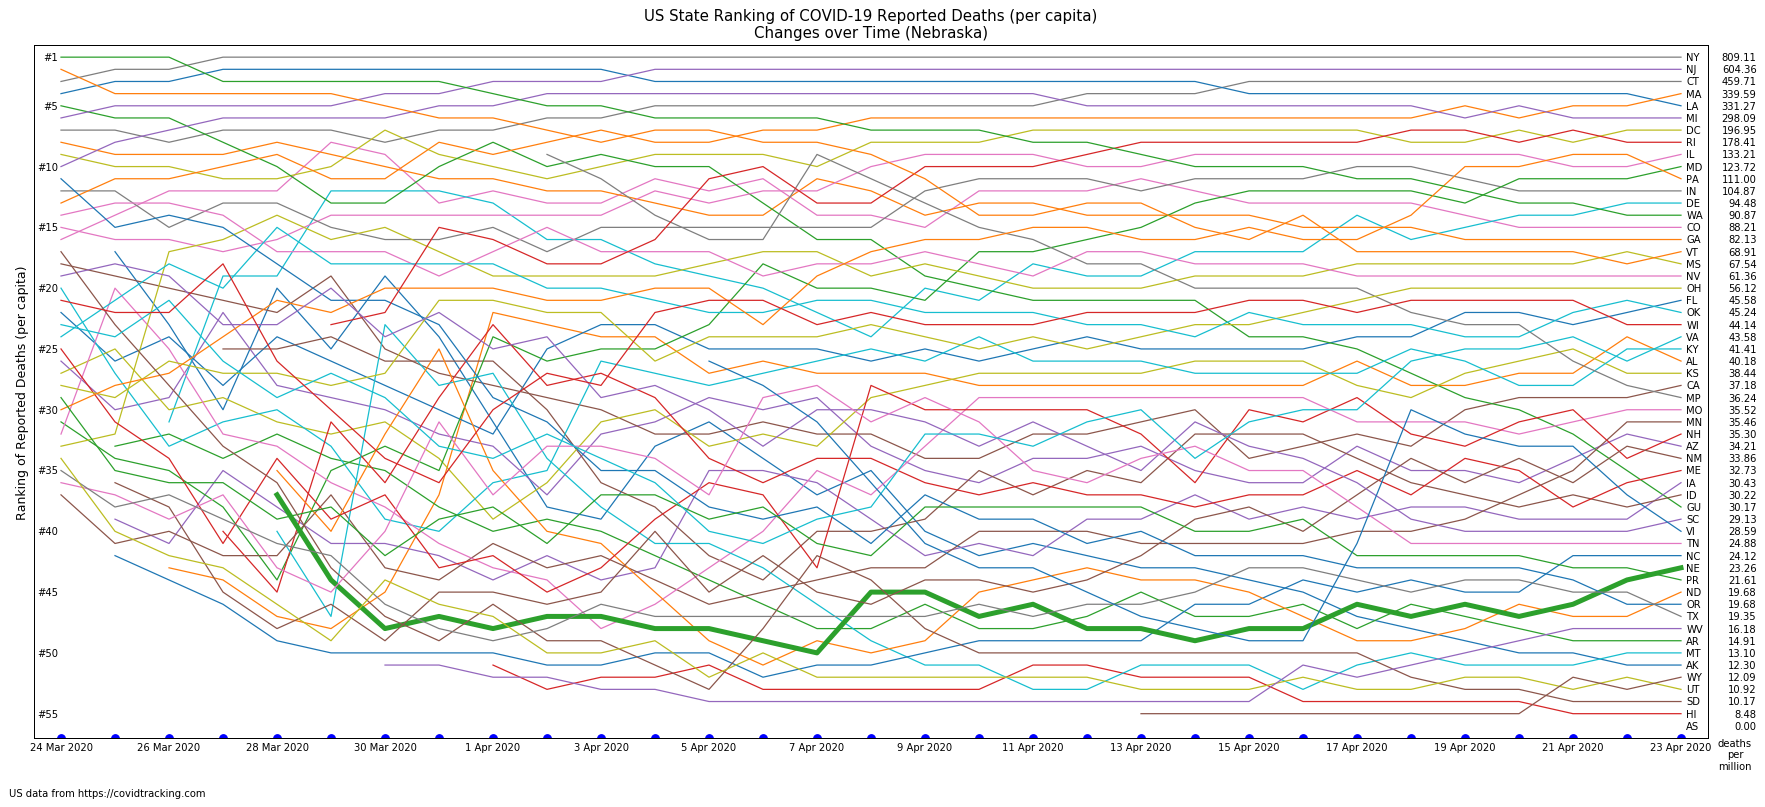 US State Ranking of COVID-19 Reported Deaths (per capita)
Changes over Time (Nebraska)
Ranking of Reported Deaths (per capita)
#1
#5
#10
#15
#20
#25
#30
#35
#40
#45
#50
#55
NY 809.11
NJ 604.36
CT 459.71
MA 339.59
LA 331.27
MI 298.09
DC 196.95
RI 178.41
IL 133.21
MD 123.72
PA 111.00
IN 104.87
DE 94.48
WA 90.87
CO 88.21
GA 82.13
VT 68.91
MS 67.54
NV 61.36
OH 56.12
FL 45.58
OK 45.24
WI 44.14
VA 43.58
KY 41.41
AL 40.18
KS 38.44
CA 37.18
MP 36.24
MO 35.52
MN 35.46
NH 35.30
AZ 34.21
NM 33.86
ME 32.73
IA 30.43
ID 30.22
GU 30.17
SC 29.13
VI 28.59
TN 24.88
NC 24.12
NE 23.26
PR 21.61
ND 19.68
OR 19.68
TX 19.35
WV 16.18
AR 14.91
MT 13.10
AK 12.30
WY 12.09
UT 10.92
SD 10.17
HI 8.48
AS 0.00
24 Mar 2020 26 Mar 2020 28 Mar 2020 30 Mar 2020 1 Apr 2020 3 Apr 2020 5 Apr 2020 7 Apr 2020 9 Apr 2020 11 Apr 2020 13 Apr 2020 15 Apr 2020 17 Apr 2020 19 Apr 2020 21 Apr 2020 23 Apr 2020
deaths
per
million
US data from https://covidtracking.com